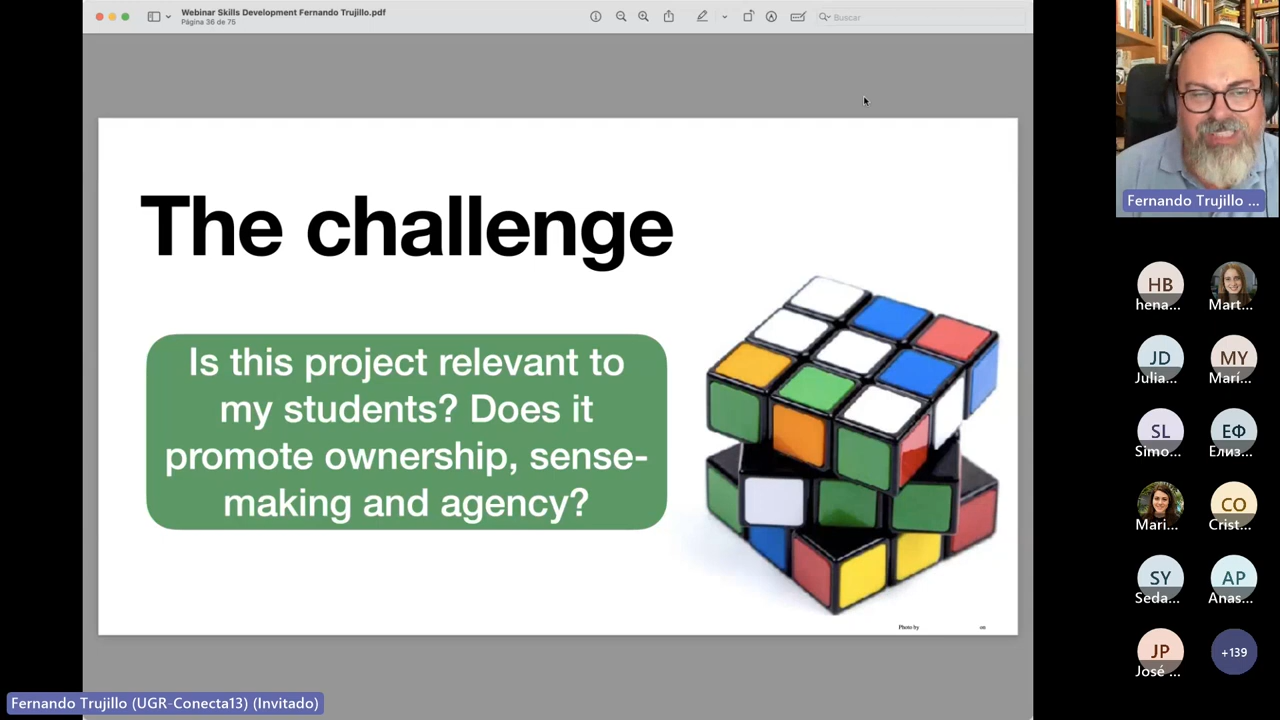 Webinar Skills Development Fernando Trujillo.pdf
Página 36 de 75
Buscar
The challenge
Is this project relevant to
my students? Does it
promote ownership, sense-
making and agency?
Photo by
on
Fernando Trujillo ...
HB
hena...
Mart...
JD
Julia...
MY
Marí...
SL
Simo...
ЕФ
Елиз...
Mari...
CO
Crist...
SY
Seda...
AP
Anas...
JP
José ...
+139
Fernando Trujillo (UGR-Conecta13) (Invitado)